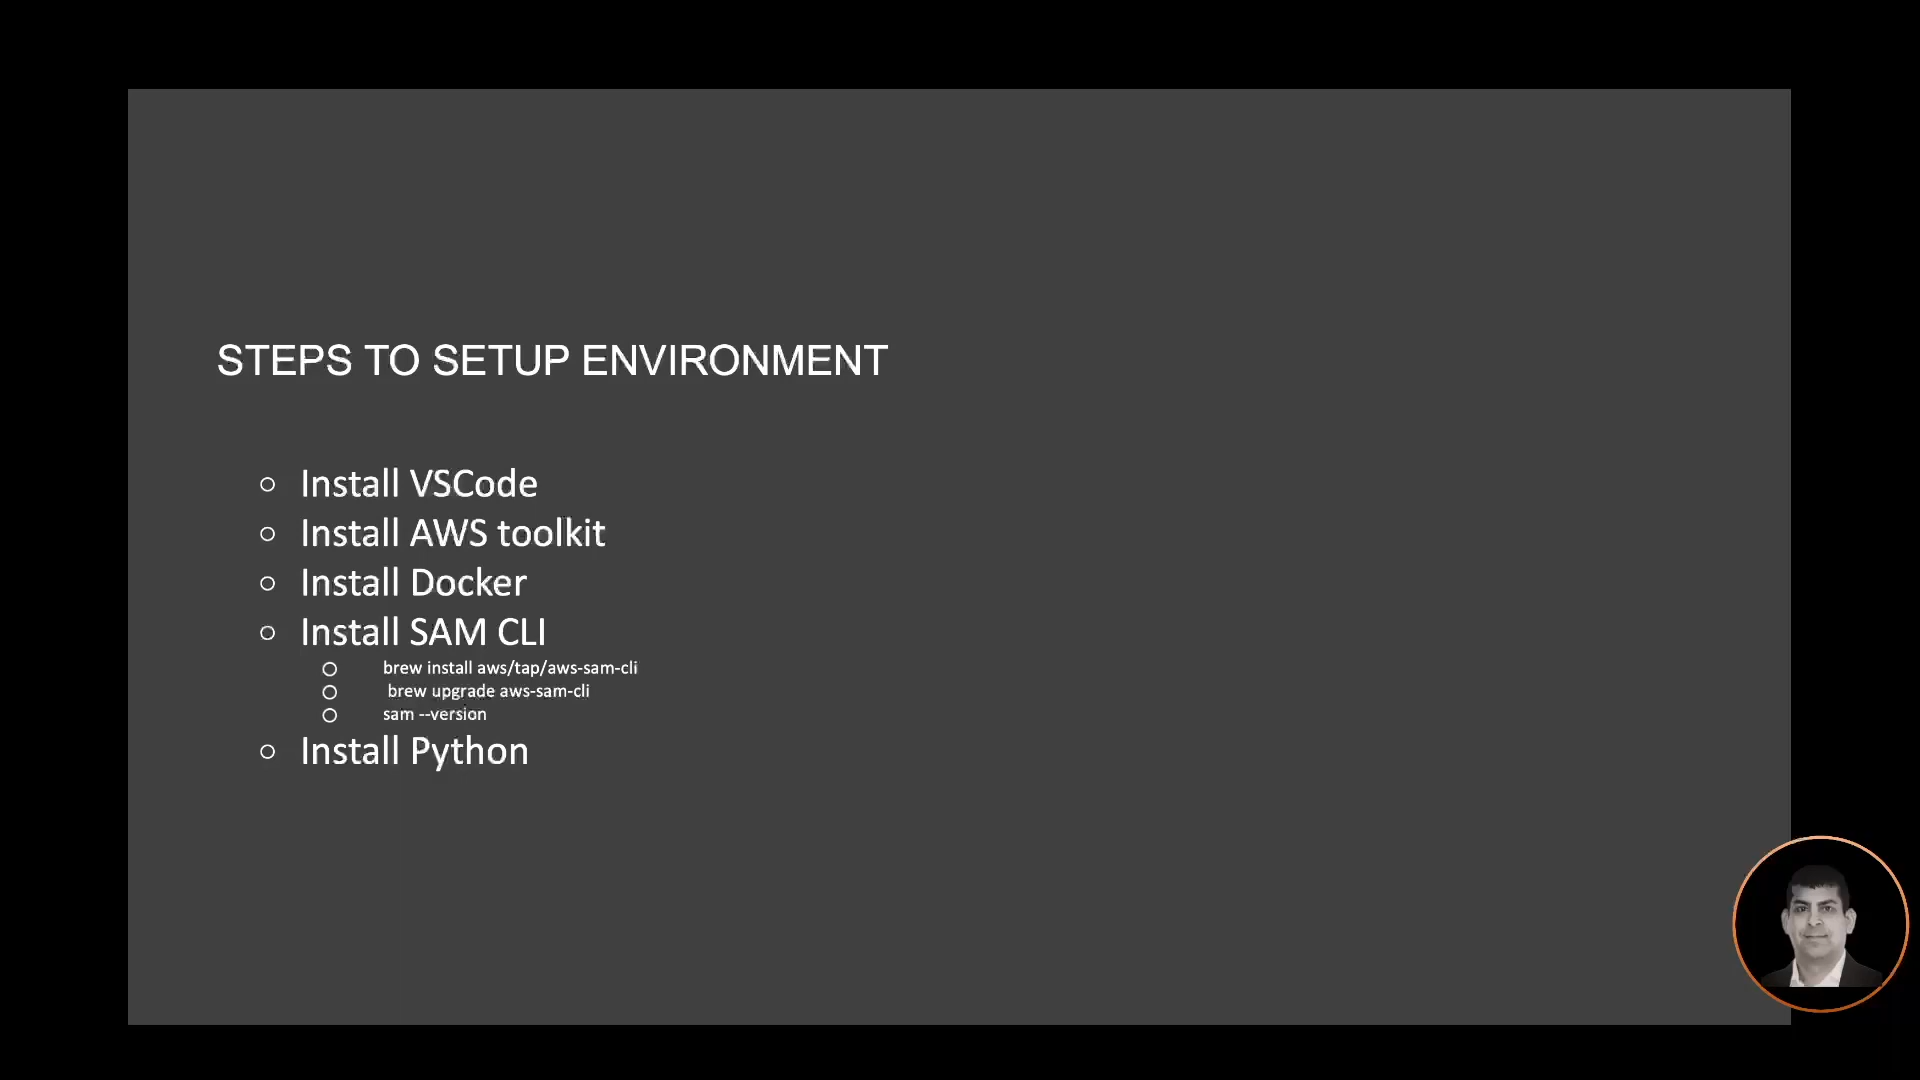 STEPS TO SETUP ENVIRONMENT
Install VSCode
Install AWS toolkit
Install Docker
Install SAM CLI
brew install aws/tap/aws-sam-cli
brew upgrade aws-sam-cli
sam --version
Install Python